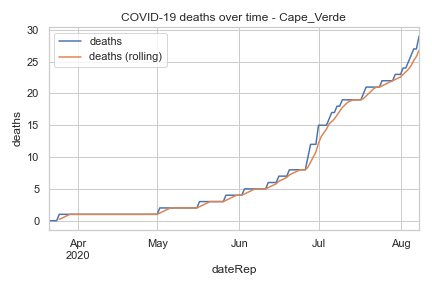 COVID-19 deaths over time - Cape_Verde
deaths
deaths (rolling)
30
25
20
15
10
5
0
deaths
Apr
2020
May
Jun
Jul
Aug
dateRep